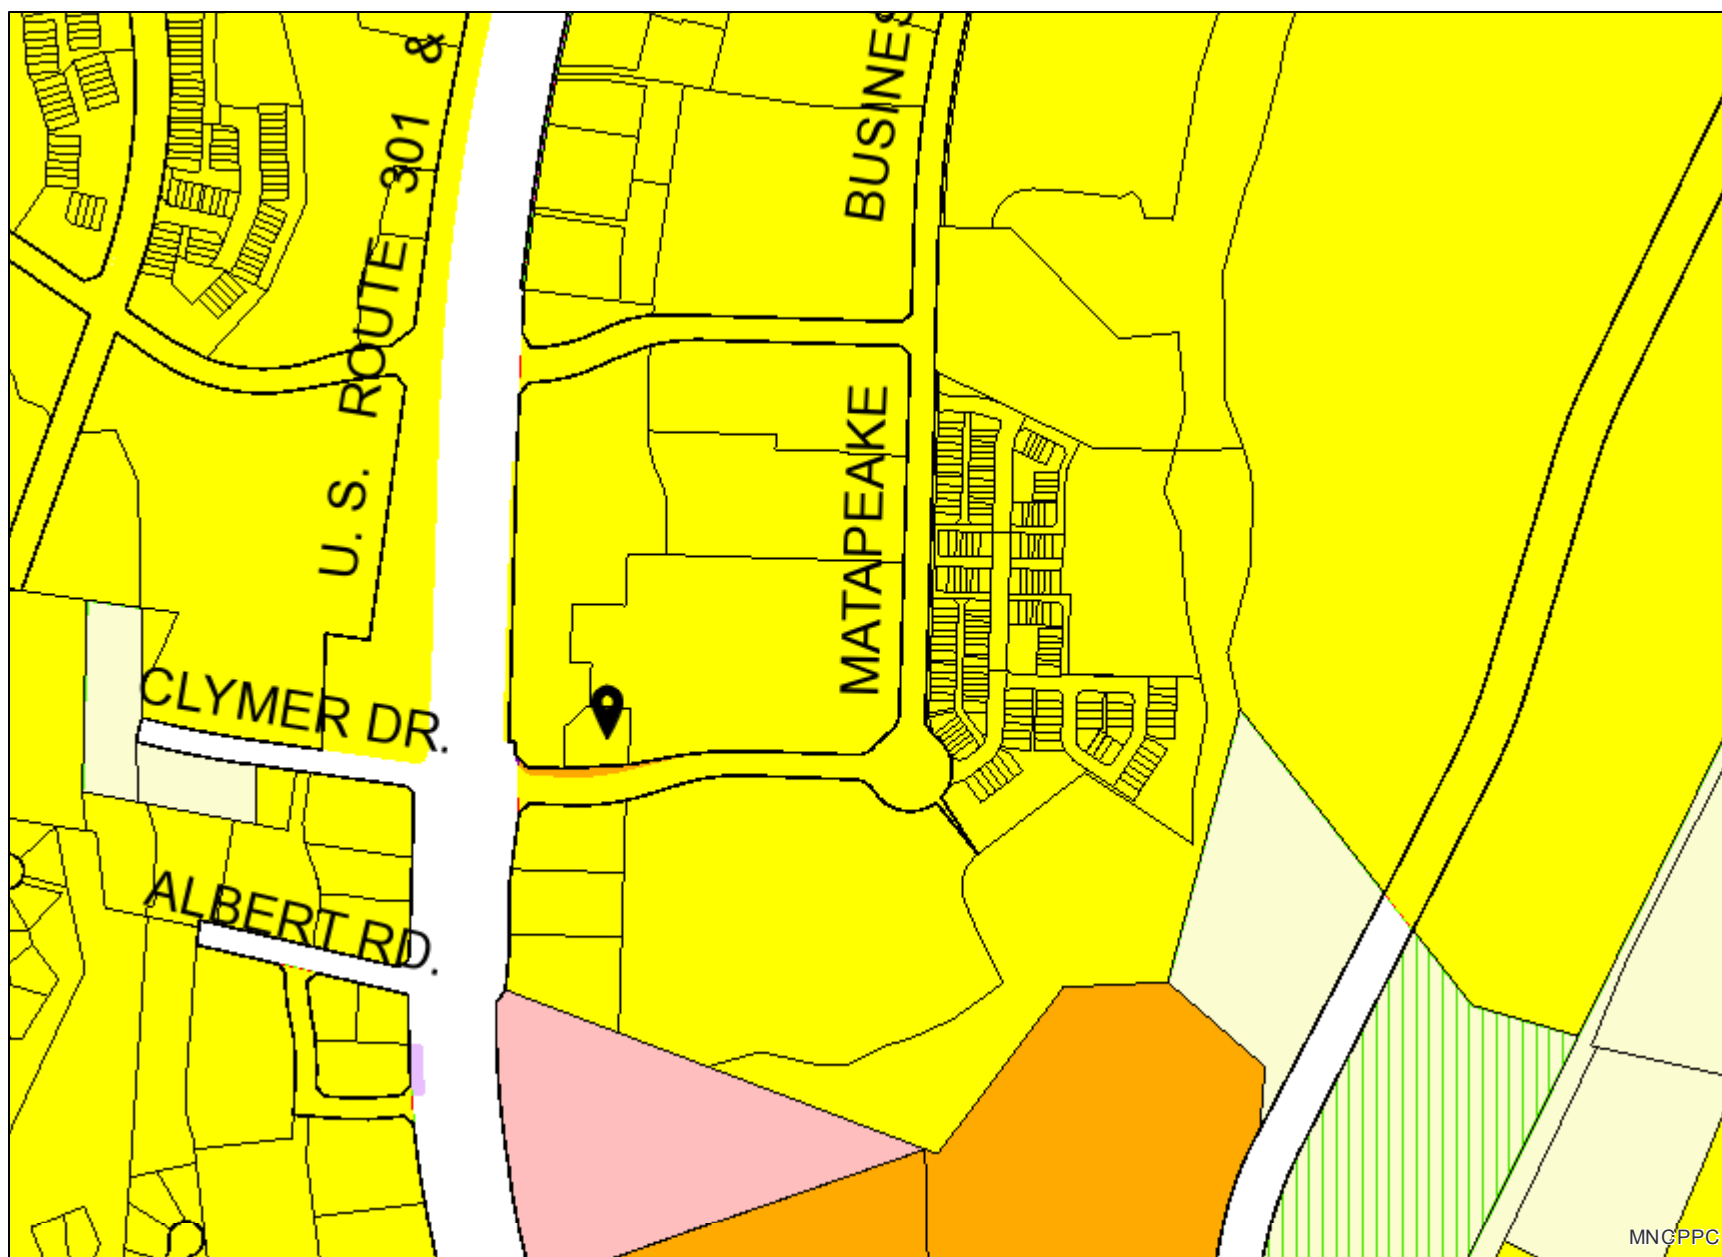 U. S. ROUTE 301 &
MATAPEAKE BUSINES
CLYMER DR.
ALBERT RD.
MNCPPC